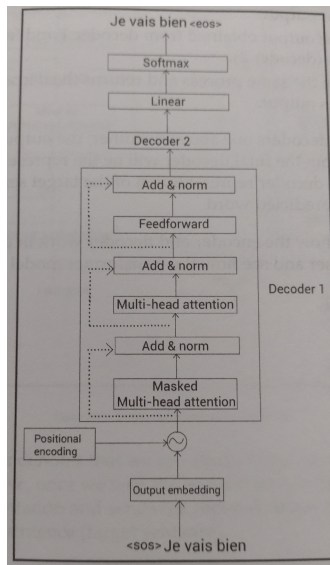 Je vais bien <eos>
Softmax
Linear
Decoder 2
Add & norm
Feedforward
Add & norm
Decoder 1
Multi-head attention
Add & norm
Masked
Multi-head attention
Positional
encoding
Output embedding
<sos> Je vais bien